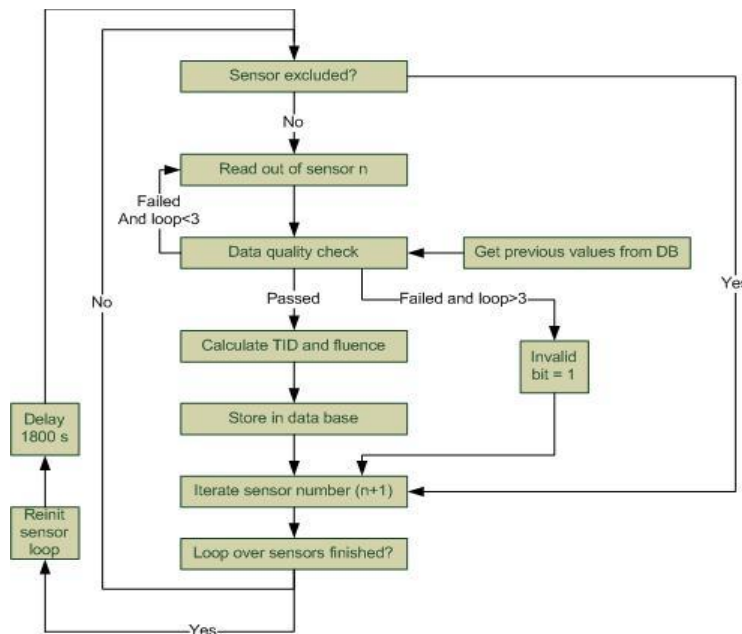 Sensor excluded?
No
Read out of sensor n
Failed
And loop<3
Data quality check
Get previous values from DB
Yes
No
Passed
Failed and loop>3
Calculate TID and fluence
Invalid
bit = 1
Delay
1800 s
Store in data base
Iterate sensor number (n+1)
Reinit
sensor
loop
Loop over sensors finished?
Yes